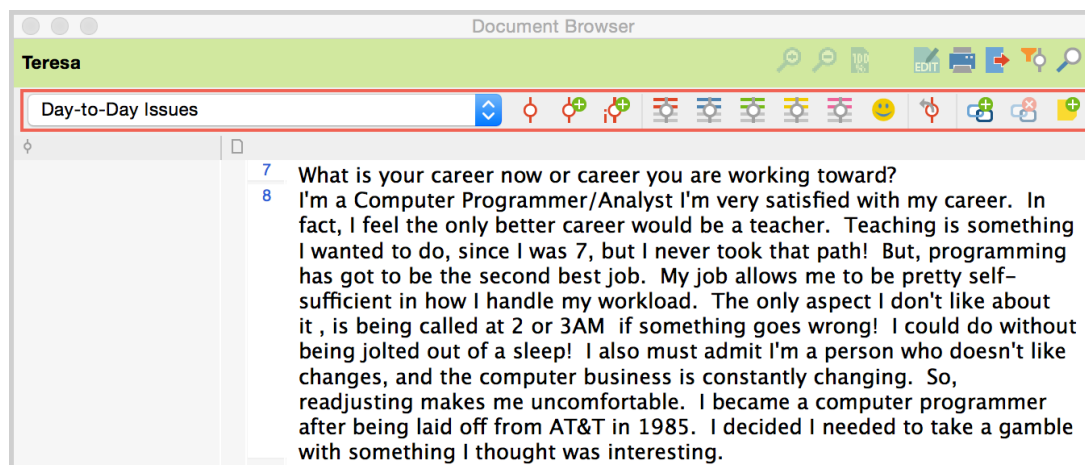 Document Browser
Teresa
100 %
EDIT
Day-to-Day Issues
7 What is your career now or career you are working toward?
8 I'm a Computer Programmer/Analyst I'm very satisfied with my career.  In
fact, I feel the only better career would be a teacher.  Teaching is something
I wanted to do, since I was 7, but I never took that path!  But, programming
has got to be the second best job.  My job allows me to be pretty self-
sufficient in how I handle my workload.  The only aspect I don't like about
it , is being called at 2 or 3AM  if something goes wrong!  I could do without
being jolted out of a sleep!  I also must admit I'm a person who doesn't like
changes, and the computer business is constantly changing.  So,
readjusting makes me uncomfortable.  I became a computer programmer
after being laid off from AT&T in 1985.  I decided I needed to take a gamble
with something I thought was interesting.